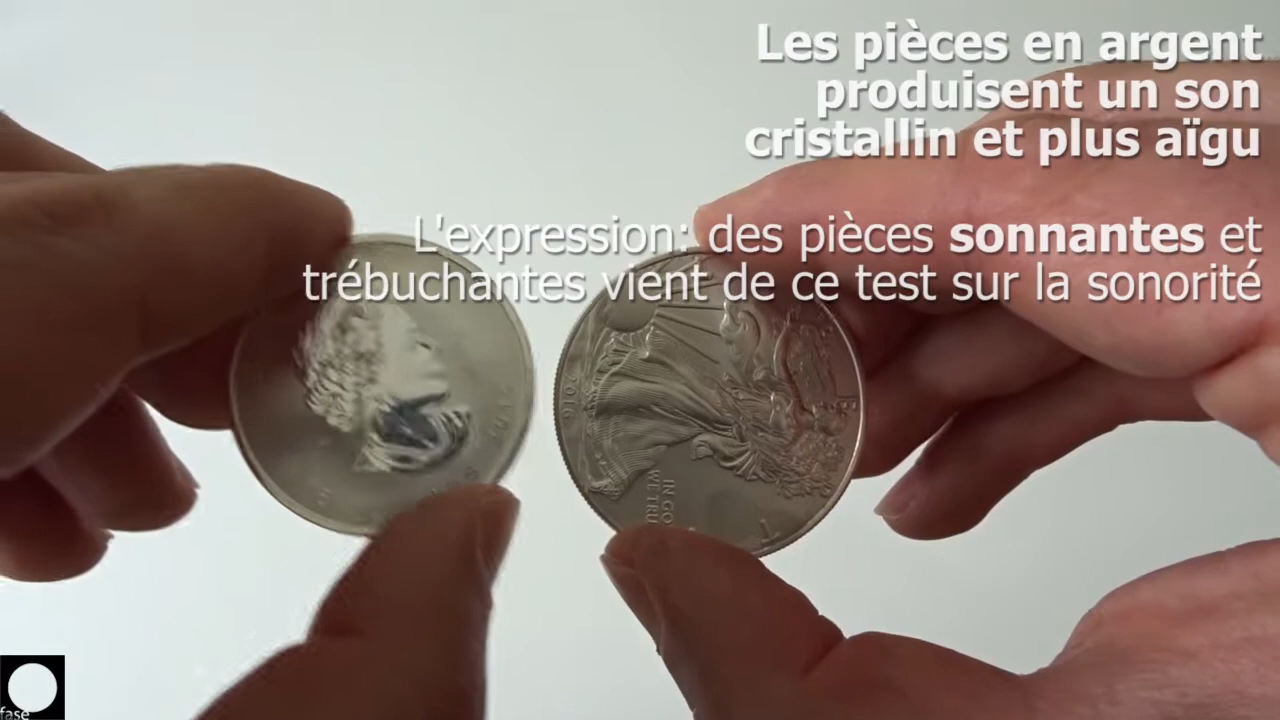 Les pièces en argent
produisent un son
cristallin et plus aïgu
L'expression: des pièces sonnantes et
trébuchantes vient de ce test sur la sonorité
2016
IN GO
WE TRU
fase